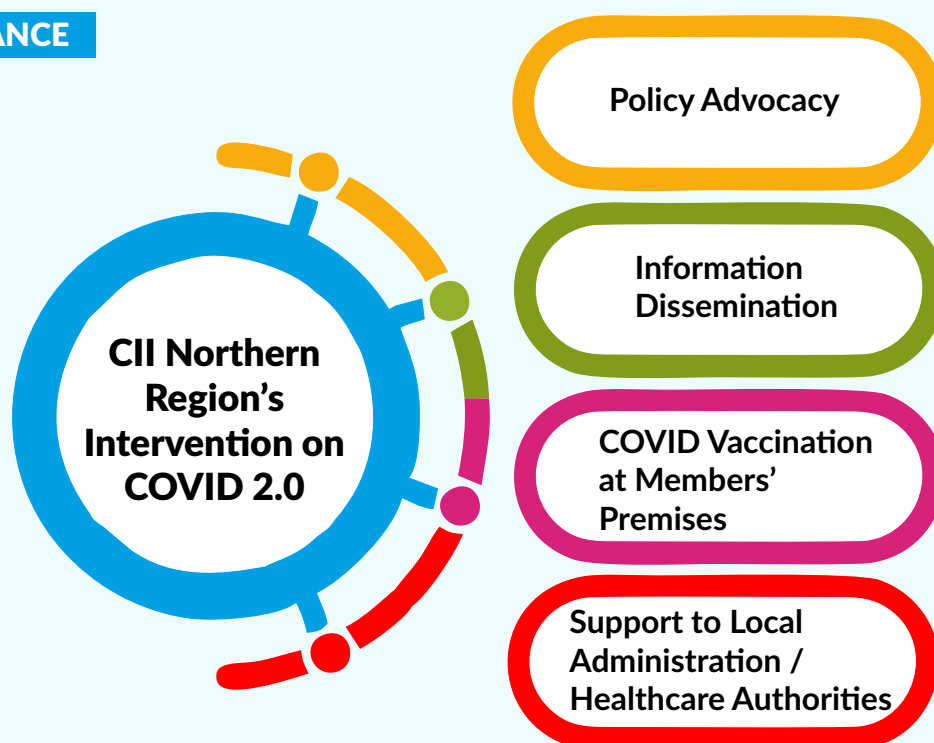 CII Northern
Region’s
Intervention on
COVID 2.0
Policy Advocacy
Information
Dissemination
COVID Vaccination
at Members’
Premises
Support to Local
Administration /
Healthcare Authorities